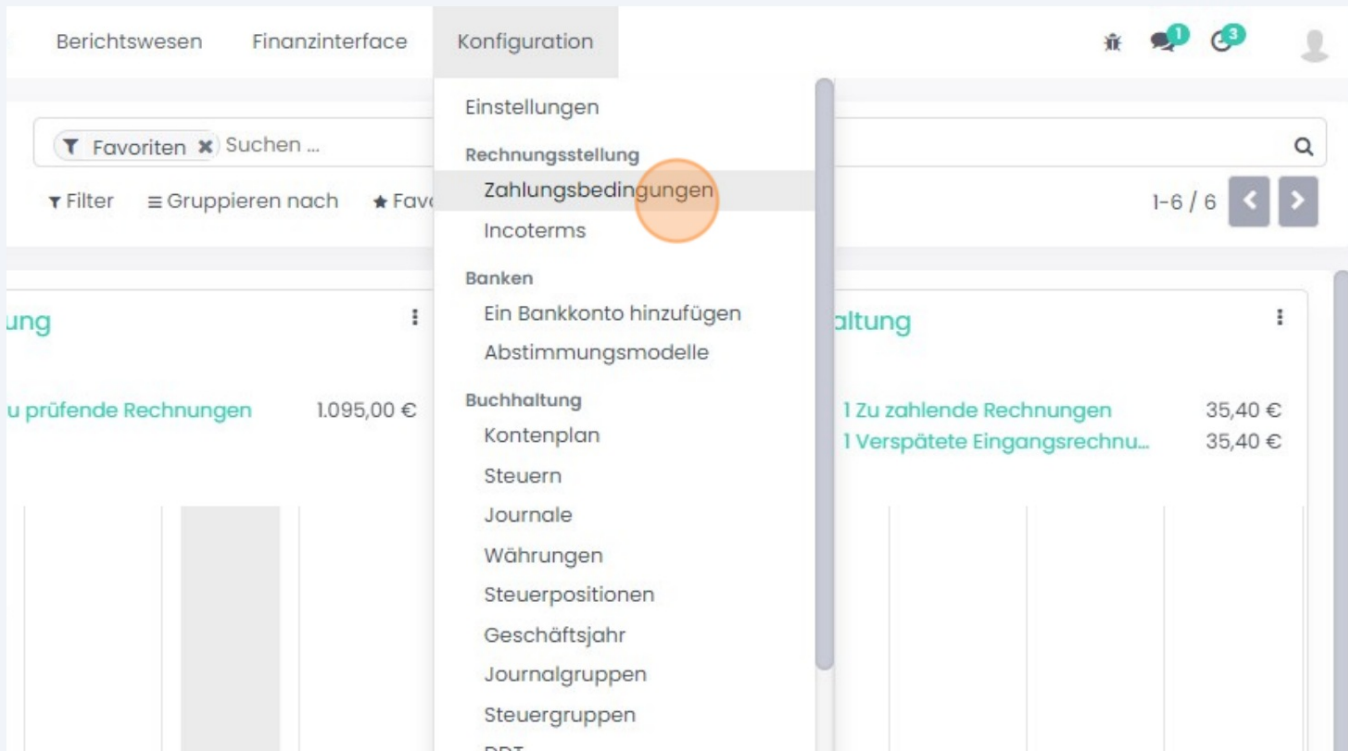 Berichtswesen Finanzinterface Konfiguration 1 3
Einstellungen
Favoriten Suchen ...
Rechnungsstellung
Zahlungsbedingungen
Filter Gruppieren nach 1-6 / 6
Incoterms
Banken
Ein Bankkonto hinzufügen
ung altung
Abstimmungsmodelle
Buchhaltung
u prüfende Rechnungen 1.095,00 € 1 Zu zahlende Rechnungen 35,40 €
Kontenplan
1 Verspätete Eingangsrechnu... 35,40 €
Steuern
Journale
Währungen
Steuerpositionen
Geschäftsjahr
Journalgruppen
Steuergruppen